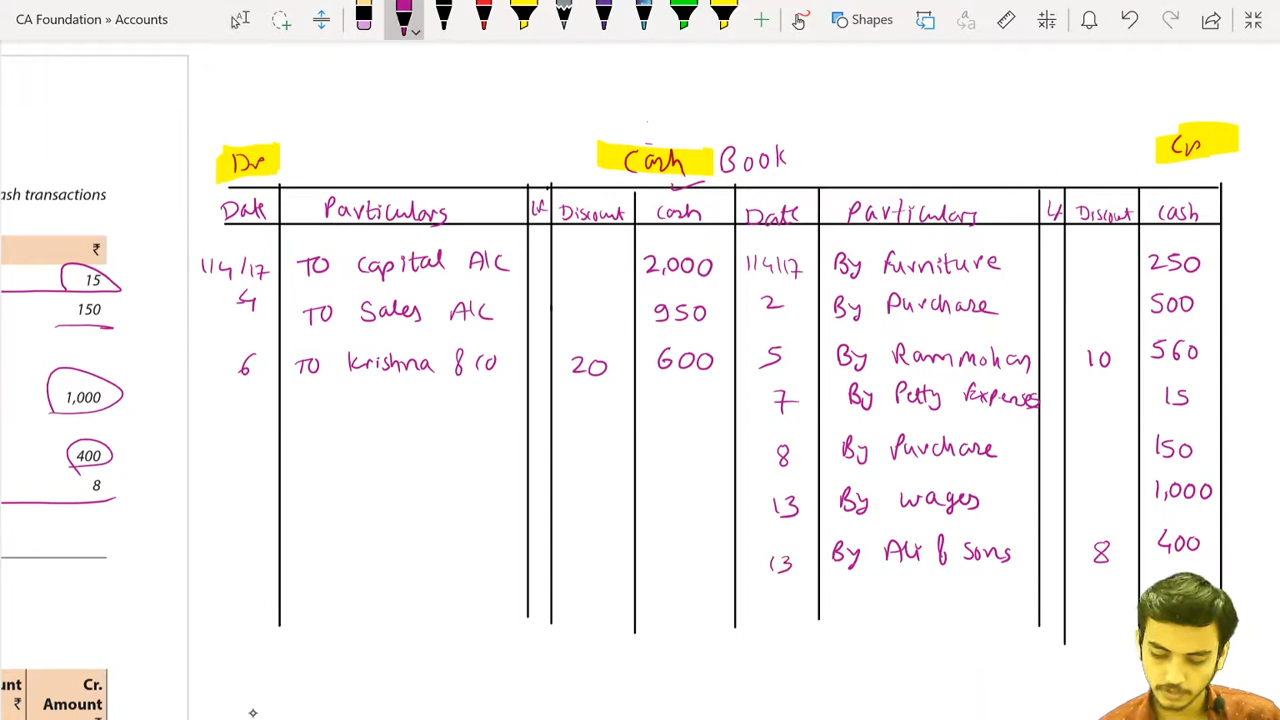 CA Foundation » Accounts
Shapes
ash transactions
₹
15
150
1,000
400
8
unt
₹
Cr.
Amount
₹
Dr Cash Book Cr
Date Particulars LF Discount Cash Date Particulars LF Discount Cash
1/4/17 TO Capital A/C 2,000 1/4/17 By Furniture 250
4 TO Sales A/C 950 2 By Purchase 500
6 TO Krishna & CO 20 600 5 By Rammohan 10 560
7 By Petty Expenses 15
8 By Purchase 150
13 By wages 1,000
13 By Ali & Sons 8 400